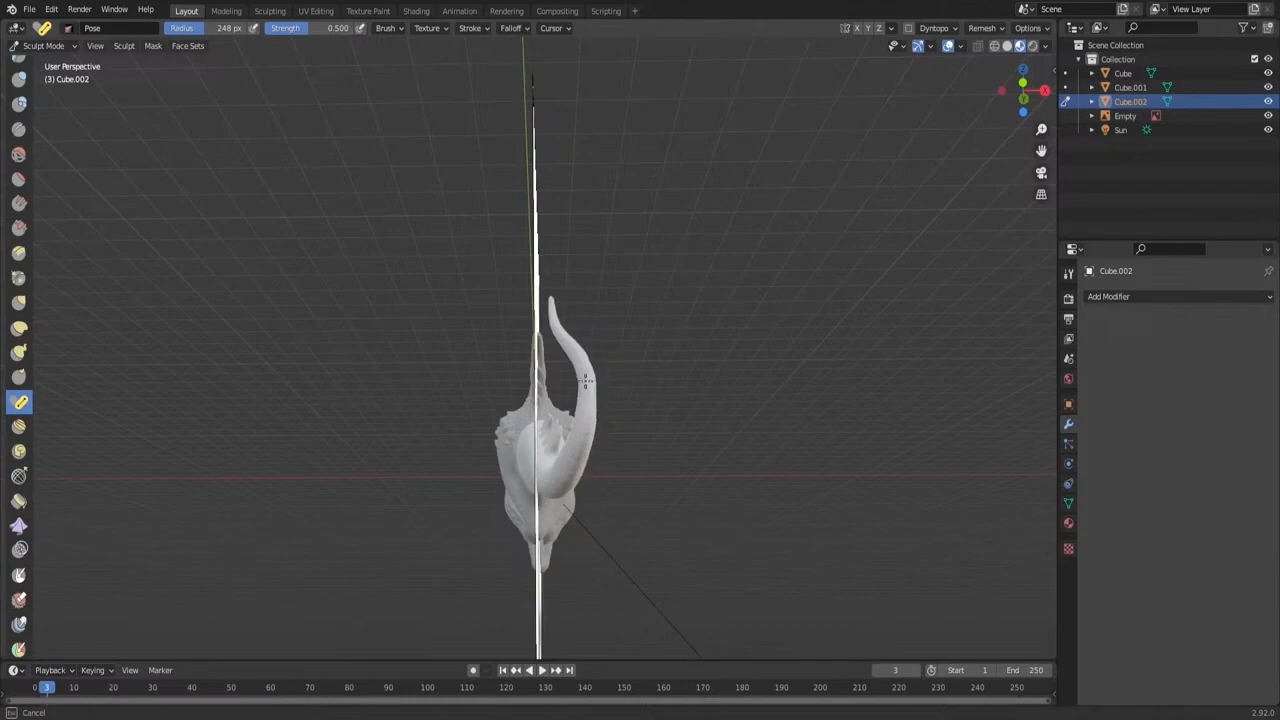 File Edit Render Window Help Layout Modeling Sculpting UV Editing Texture Paint Shading Animation Rendering Compositing Scripting + Scene View Layer
Pose Radius 248 px Strength 0.500 Brush Texture Stroke Falloff Cursor X Y Z Dyntopo Remesh Options
Sculpt Mode View Sculpt Mask Face Sets
User Perspective
(3) Cube.002
Scene Collection
Collection
Cube
Cube.001
Cube.002
Empty
Sun
Z
X
Y
Cube.002
Add Modifier
Playback Keying View Marker 3 Start 1 End 250
0 3 10 20 30 40 50 60 70 80 90 100 110 120 130 140 150 160 170 180 190 200 210 220 230 240 250
Cancel 2.92.0